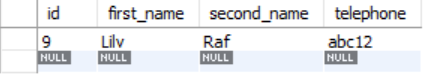 id first_name second_name telephone
9 Lilv Raf abc12
NULL NULL NULL NULL